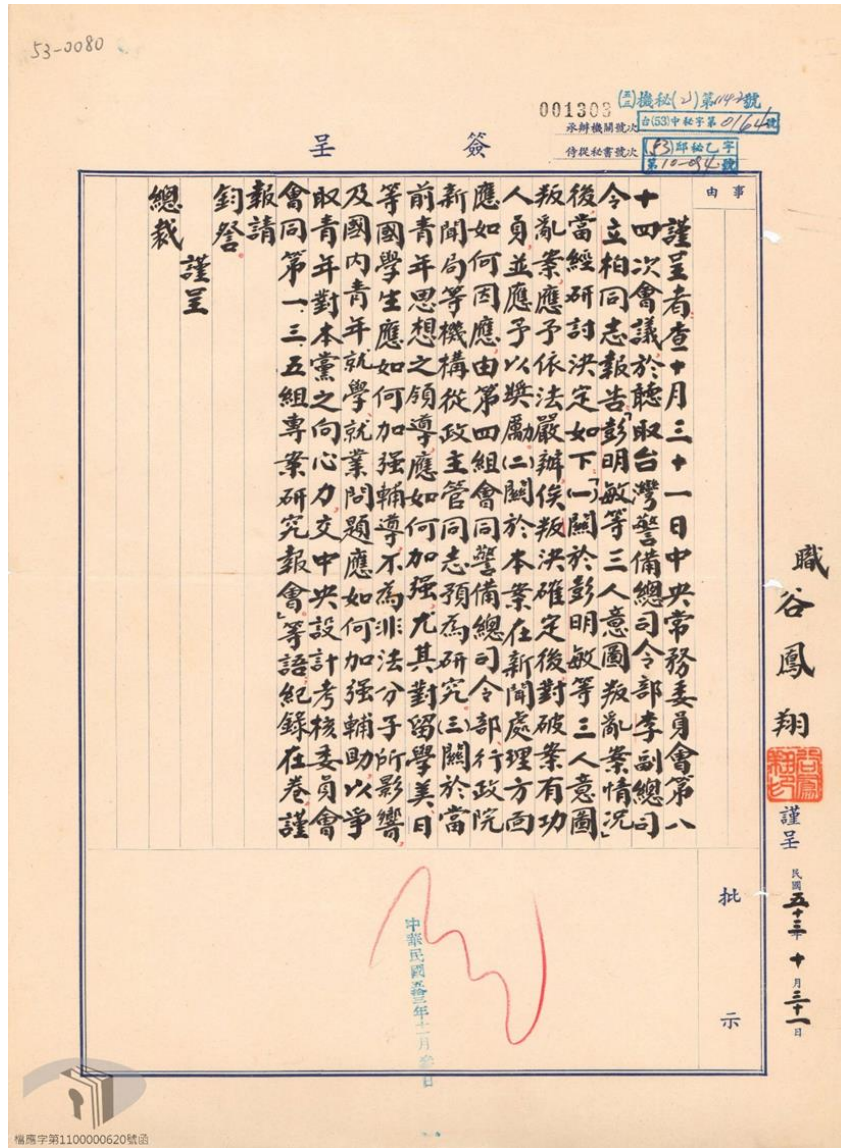 53-0080
001303
(五三)機秘(乙)第1142號
承辦機關號次
台(53)中秘字第0164號
侍從秘書號次
(53)邱秘乙字
第10-094號
簽呈
事由
謹呈者查十月三十一日中央常務委員會第八
十四次會議於聽取台灣警備總司令部李副總司
令立柏同志報告「彭明敏等三人意圖叛亂案情況」
後當經研討決定如下「㈠關於彭明敏等三人意圖
叛亂案應予依法嚴辦俟叛決確定後對破案有功
人員並應予以獎勵㈡關於本案在新聞處理方面
應如何因應由第四組會同警備總司令部行政院
新聞局等機構從政主管同志預為研究㈢關於當
前青年思想之領導應如何加强尤其對留學美日
等國學生應如何加强輔導不為非法分子所影響
及國內青年就學就業問題應如何加强輔助以爭
取青年對本黨之向心力交中央設計考核委員會
會同第一、三、五組專案研究報會」等語紀錄在卷謹
報請
鈞詧。
謹呈
總裁
職谷鳳翔
谷鳳翔印
謹呈
民國五十三年十月三十一日
批示
中華民國五拾三年十一月 日
檔應字第1100000620號函